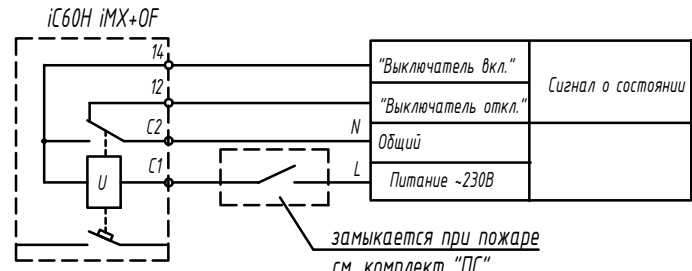 iC60H iMX+OF
14
"Выключатель вкл."
Сигнал о состоянии
12
"Выключатель откл."
C2
N
Общий
C1
L
Питание ~230В
U
замыкается при пожаре
см. комплект "ПС"